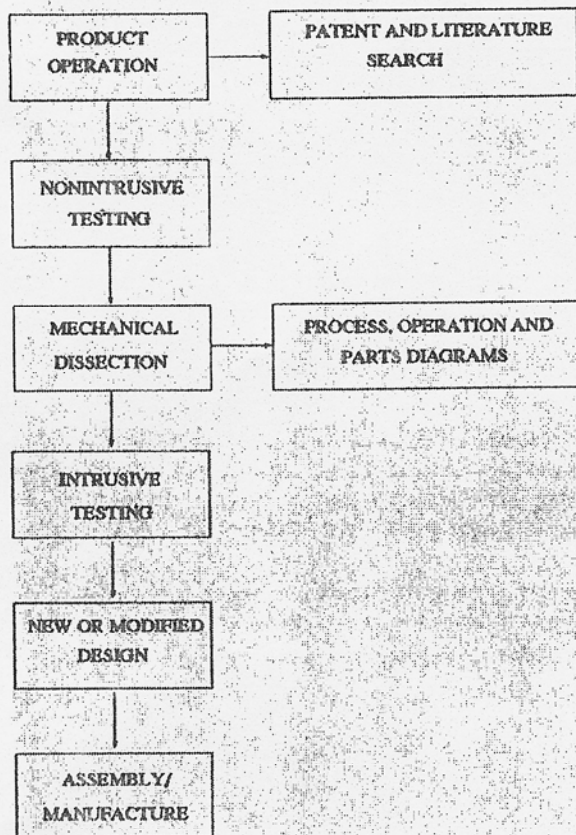 PRODUCT
OPERATION
PATENT AND LITERATURE
SEARCH
NONINTRUSIVE
TESTING
MECHANICAL
DISSECTION
PROCESS, OPERATION AND
PARTS DIAGRAMS
INTRUSIVE
TESTING
NEW OR MODIFIED
DESIGN
ASSEMBLY/
MANUFACTURE